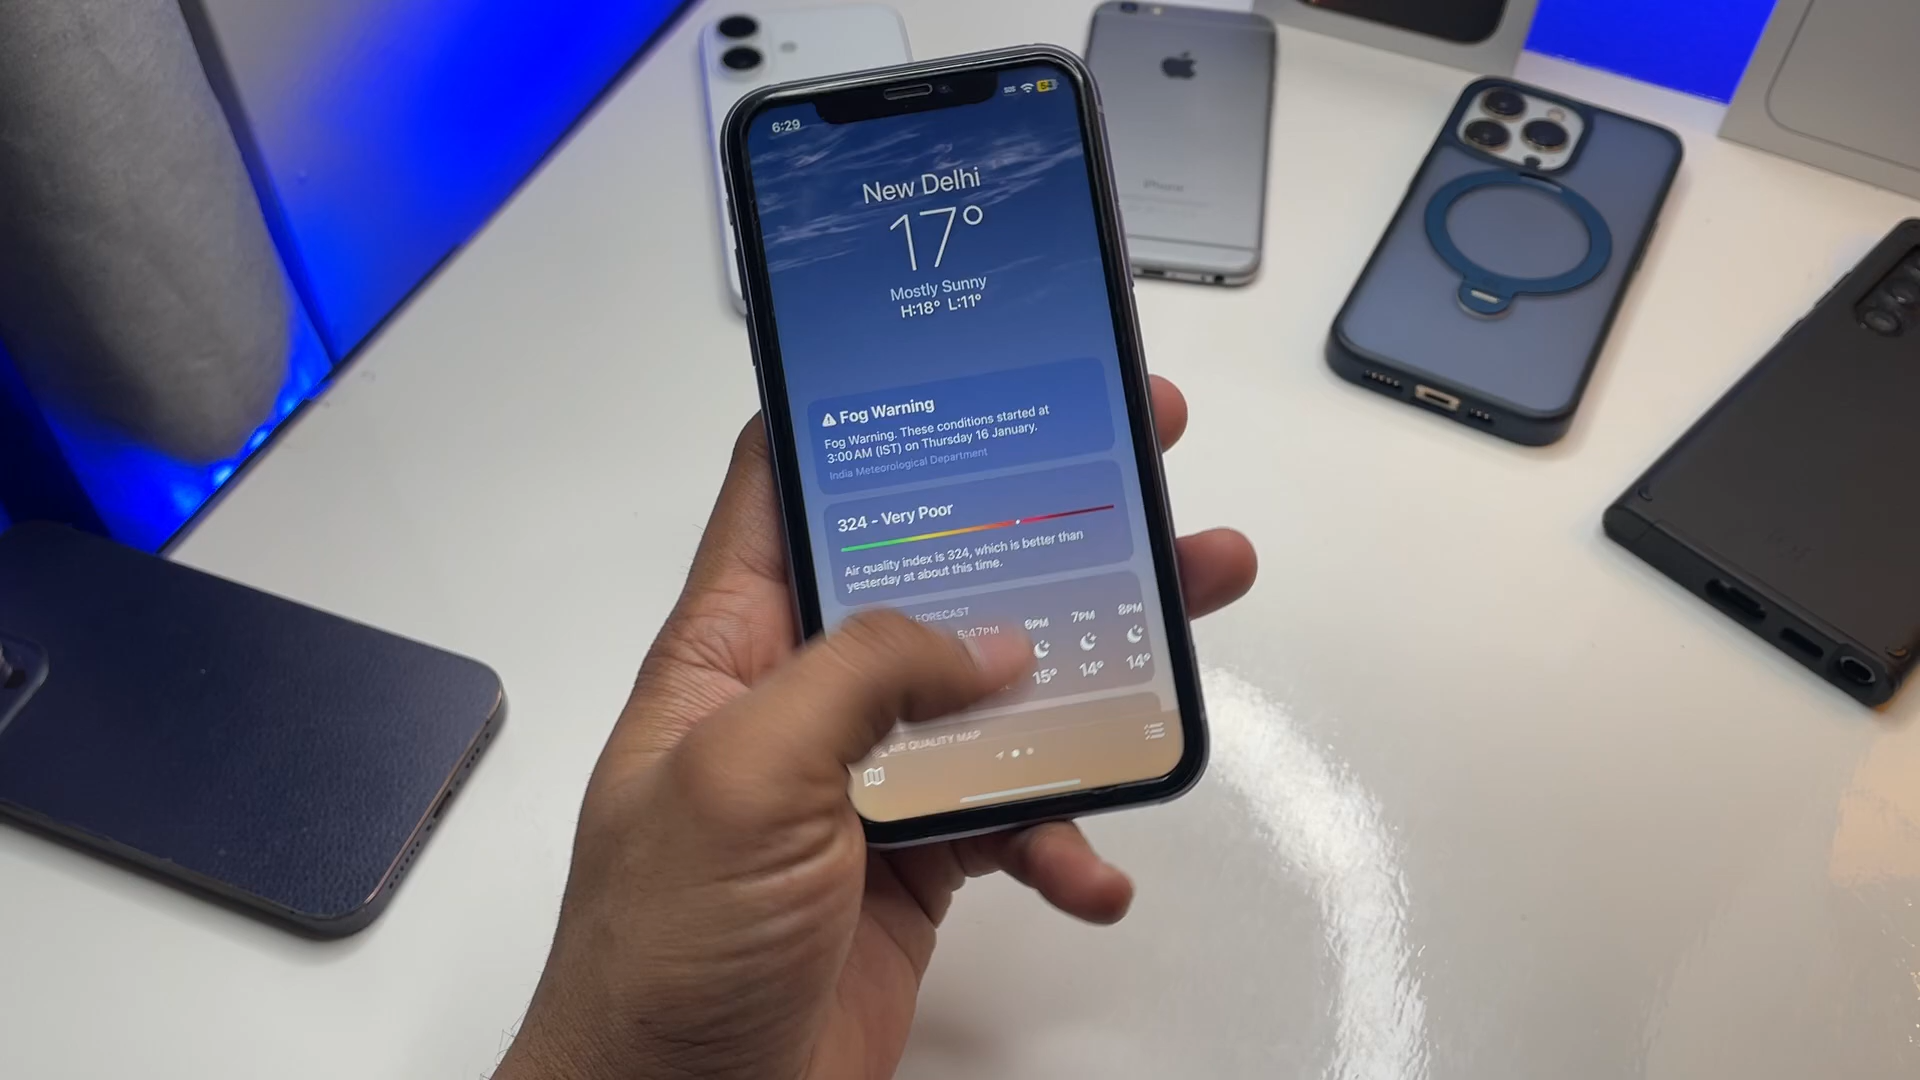 6:29
54
New Delhi
17°
Mostly Sunny
H:18° L:11°
Fog Warning
Fog Warning. These conditions started at
3:00 AM (IST) on Thursday 16 January.
India Meteorological Department
324 - Very Poor
Air quality index is 324, which is better than
yesterday at about this time.
FORECAST
5:47PM 6PM 7PM 8PM
15° 14° 14°
AIR QUALITY MAP
iPhone